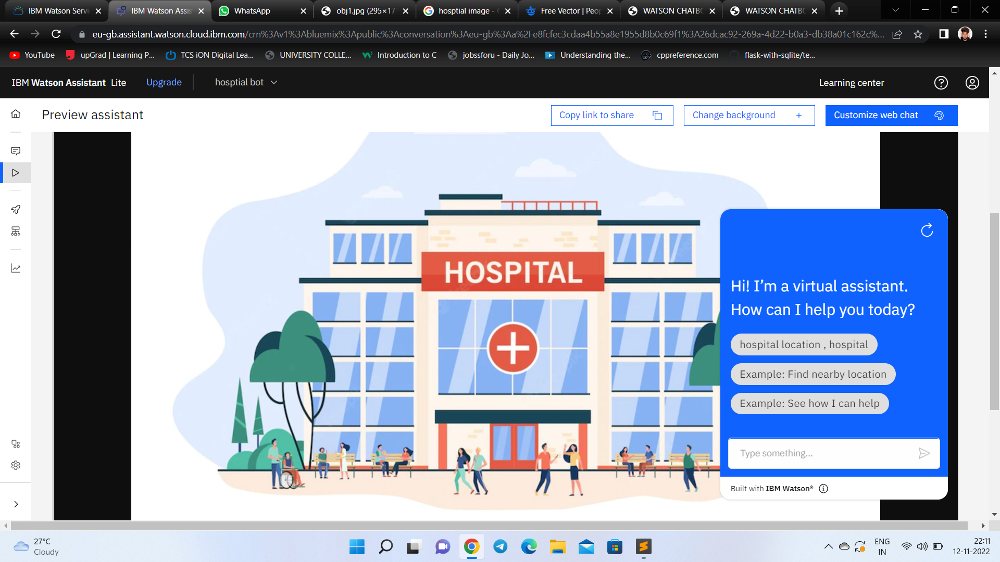 IBM Watson Servi
IBM Watson Assis
WhatsApp
obj1.jpg (295×17
hosptial image -
Free Vector | Peop
WATSON CHATBO
WATSON CHATBO
eu-gb.assistant.watson.cloud.ibm.com/crn%3Av1%3Abluemix%3Apublic%3Aconversation%3Aeu-gb%3Aa%2Fe8fcfec3cdaa4b55a8e1955d8b0c69f1%3A26dcac92-269a-4d22-b0a3-db38a01c162c%...
YouTube
upGrad | Learning P...
TCS iON Digital Lea...
UNIVERSITY COLLE...
Introduction to C
jobssforu - Daily Jo...
Understanding the...
cppreference.com
flask-with-sqlite/te...
IBM Watson Assistant Lite
Upgrade
hosptial bot
Learning center
Preview assistant
Copy link to share
Change background +
Customize web chat
HOSPITAL
Hi! I'm a virtual assistant.
How can I help you today?
hospital location , hospital
Example: Find nearby location
Example: See how I can help
Type something...
Built with IBM Watson®
27°C
Cloudy
ENG
IN
22:11
12-11-2022